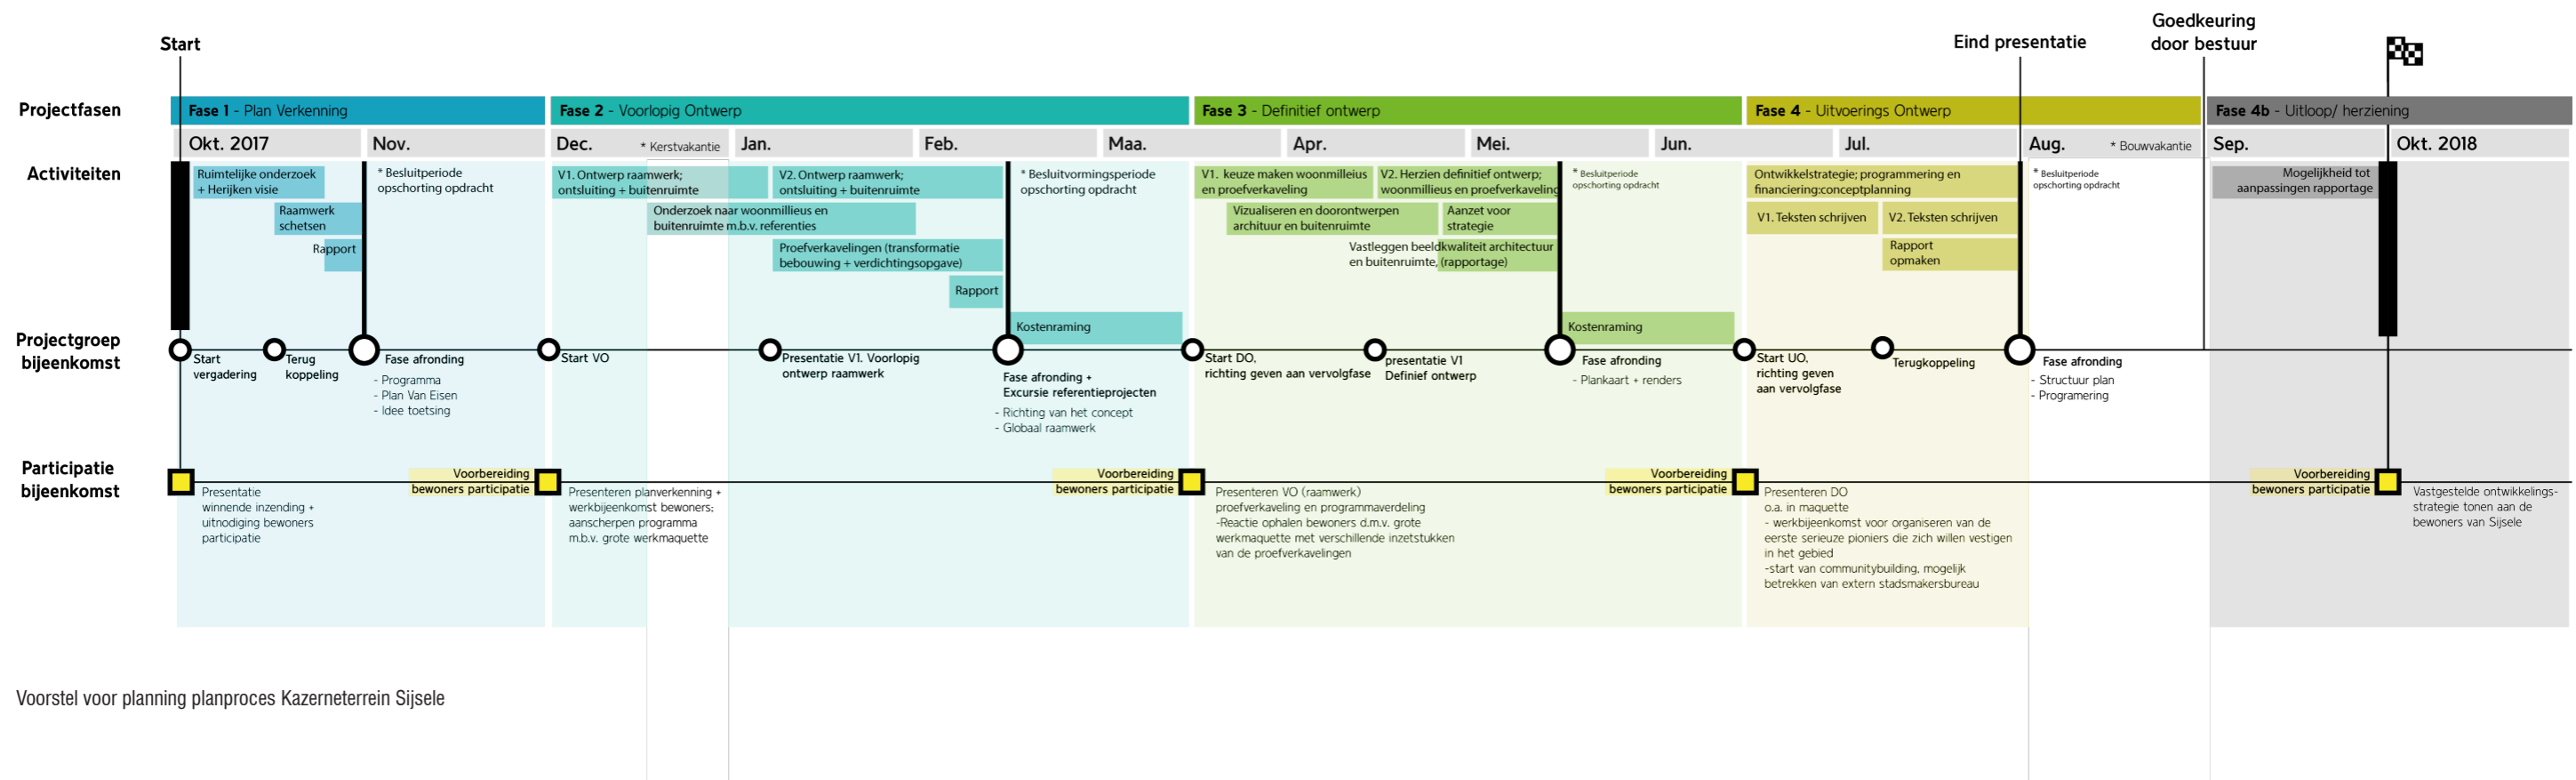 Start
Eind presentatie
Goedkeuring
door bestuur
Projectfasen
Fase 1 - Plan Verkenning
Fase 2 - Voorlopig Ontwerp
Fase 3 - Definitief ontwerp
Fase 4 - Uitvoerings Ontwerp
Fase 4b - Uitloop/ herziening
Okt. 2017
Nov.
Dec.
* Kerstvakantie
Jan.
Feb.
Maa.
Apr.
Mei.
Jun.
Jul.
Aug.
* Bouwvakantie
Sep.
Okt. 2018
Activiteiten
Ruimtelijke onderzoek
+ Herijken visie
Raamwerk
schetsen
Rapport
* Besluitperiode
opschorting opdracht
V1. Ontwerp raamwerk;
ontsluiting + buitenruimte
V2. Ontwerp raamwerk;
ontsluiting + buitenruimte
Onderzoek naar woonmillieus en
buitenruimte m.b.v. referenties
Proefverkavelingen (transformatie
bebouwing + verdichtingsopgave)
Rapport
* Besluitvormingsperiode
opschorting opdracht
Kostenraming
V1. keuze maken woonmilleius
en proefverkaveling
V2. Herzien definitief ontwerp;
woonmillieus en proefverkaveling
Vizualiseren en doorontwerpen
archituur en buitenruimte
Aanzet voor
strategie
Vastleggen beeldkwaliteit architectuur
en buitenruimte, (rapportage)
* Besluitperiode
opschorting opdracht
Kostenraming
Ontwikkelstrategie; programmering en
financiering:conceptplanning
V1. Teksten schrijven
V2. Teksten schrijven
Rapport
opmaken
* Besluitperiode
opschorting opdracht
Mogelijkheid tot
aanpassingen rapportage
Projectgroep
bijeenkomst
Start
vergadering
Terug
koppeling
Fase afronding
- Programma
- Plan Van Eisen
- Idee toetsing
Start VO
Presentatie V1. Voorlopig
ontwerp raamwerk
Fase afronding +
Excursie referentieprojecten
- Richting van het concept
- Globaal raamwerk
Start DO,
richting geven aan vervolgfase
presentatie V1
Definief ontwerp
Fase afronding
- Plankaart + renders
Start UO,
richting geven
aan vervolgfase
Terugkoppeling
Fase afronding
- Structuur plan
- Programering
Participatie
bijeenkomst
Presentatie
winnende inzending +
uitnodiging bewoners
participatie
Voorbereiding
bewoners participatie
Presenteren planverkenning +
werkbijeenkomst bewoners;
aanscherpen programma
m.b.v. grote werkmaquette
Voorbereiding
bewoners participatie
Presenteren VO (raamwerk)
proefverkaveling en programmaverdeling
-Reactie ophalen bewoners d.m.v. grote
werkmaquette met verschillende inzetstukken
van de proefverkavelingen
Voorbereiding
bewoners participatie
Presenteren DO
o.a. in maquette
- werkbijeenkomst voor organiseren van de
eerste serieuze pioniers die zich willen vestigen
in het gebied
-start van communitybuilding, mogelijk
betrekken van extern stadsmakersbureau
Voorbereiding
bewoners participatie
Vastgestelde ontwikkelings-
strategie tonen aan de
bewoners van Sijsele
Voorstel voor planning planproces Kazerneterrein Sijsele